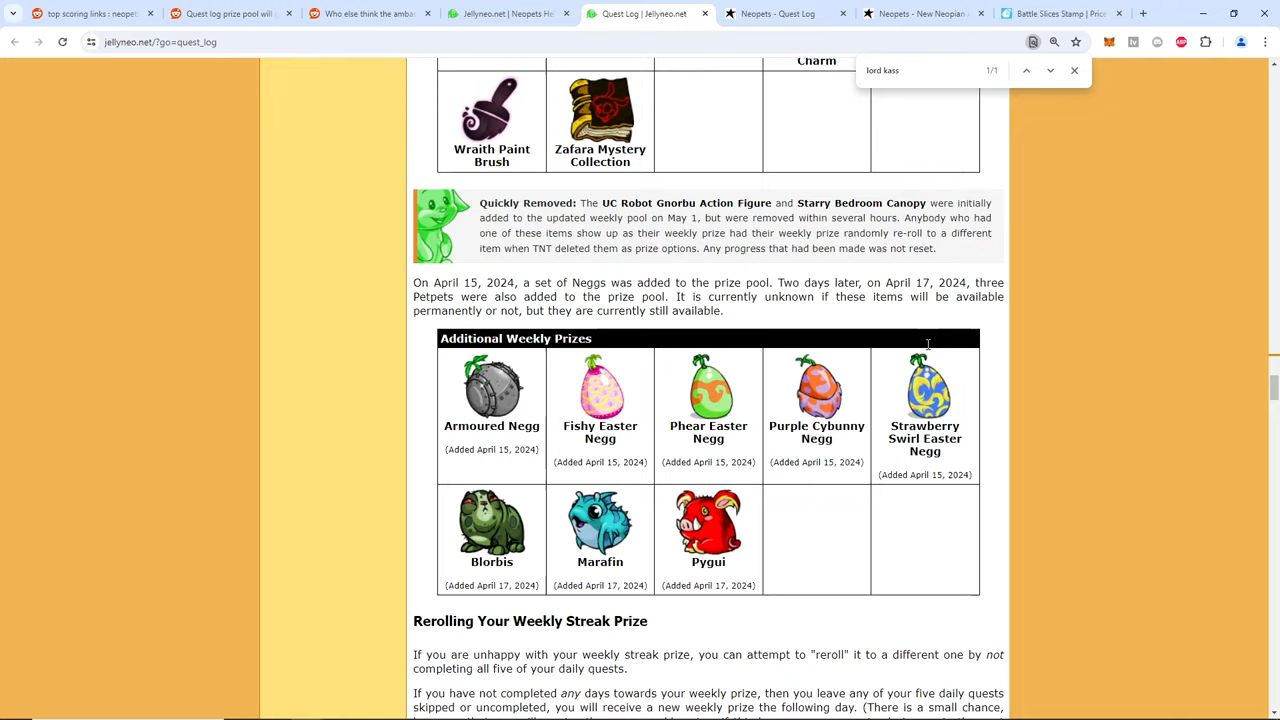 top scoring links : neopet
Quest log prize pool will
Who else think the ambas
Jellyneo.net | Neopets He
Quest Log | Jellyneo.net
Neopets - Quest Log
Neopets - New Neopian
Battle Slices Stamp | Price
jellyneo.net/?go=quest_log
lord kass
1/1
Charm
Wraith Paint
Brush
Zafara Mystery
Collection
Quickly Removed: The UC Robot Gnorbu Action Figure and Starry Bedroom Canopy were initially
added to the updated weekly pool on May 1, but were removed within several hours. Anybody who had
one of these items show up as their weekly prize had their weekly prize randomly re-roll to a different
item when TNT deleted them as prize options. Any progress that had been made was not reset.
On April 15, 2024, a set of Neggs was added to the prize pool. Two days later, on April 17, 2024, three
Petpets were also added to the prize pool. It is currently unknown if these items will be available
permanently or not, but they are currently still available.
Additional Weekly Prizes
Armoured Negg
(Added April 15, 2024)
Fishy Easter
Negg
(Added April 15, 2024)
Phear Easter
Negg
(Added April 15, 2024)
Purple Cybunny
Negg
(Added April 15, 2024)
Strawberry
Swirl Easter
Negg
(Added April 15, 2024)
Blorbis
(Added April 17, 2024)
Marafin
(Added April 17, 2024)
Pygui
(Added April 17, 2024)
Rerolling Your Weekly Streak Prize
If you are unhappy with your weekly streak prize, you can attempt to "reroll" it to a different one by not
completing all five of your daily quests.
If you have not completed any days towards your weekly prize, then you leave any of your five daily quests
skipped or uncompleted, you will receive a new weekly prize the following day. (There is a small chance,